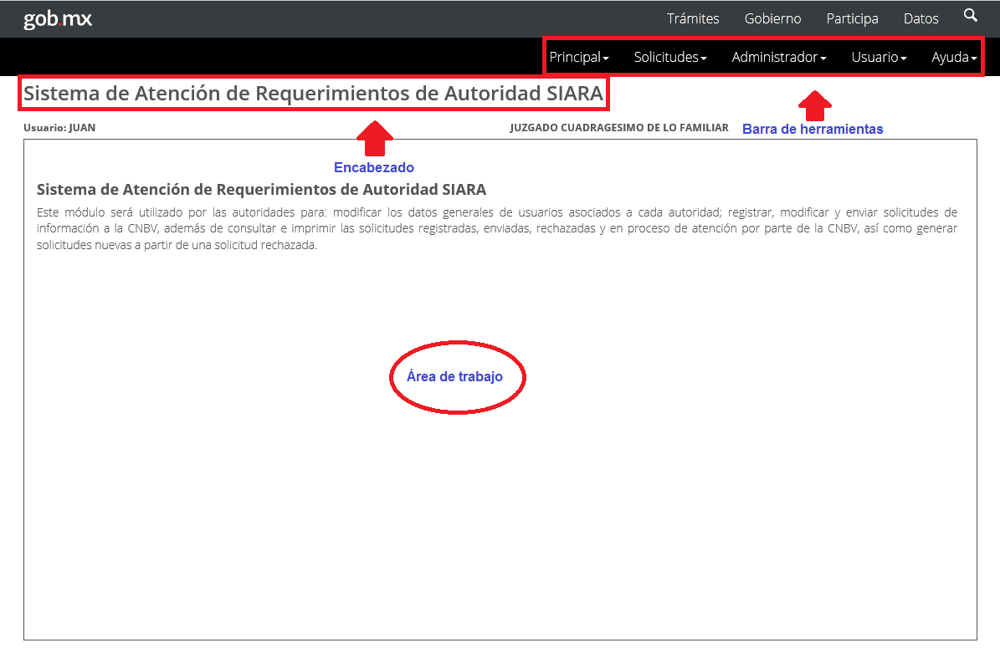 gob.mx Trámites Gobierno Participa Datos
Principal Solicitudes Administrador Usuario Ayuda
Sistema de Atención de Requerimientos de Autoridad SIARA
Usuario: JUAN JUZGADO CUADRAGESIMO DE LO FAMILIAR Barra de herramientas
Encabezado
Sistema de Atención de Requerimientos de Autoridad SIARA
Este módulo será utilizado por las autoridades para: modificar los datos generales de usuarios asociados a cada autoridad; registrar, modificar y enviar solicitudes de
información a la CNBV, además de consultar e imprimir las solicitudes registradas, enviadas, rechazadas y en proceso de atención por parte de la CNBV, así como generar
solicitudes nuevas a partir de una solicitud rechazada.
Área de trabajo